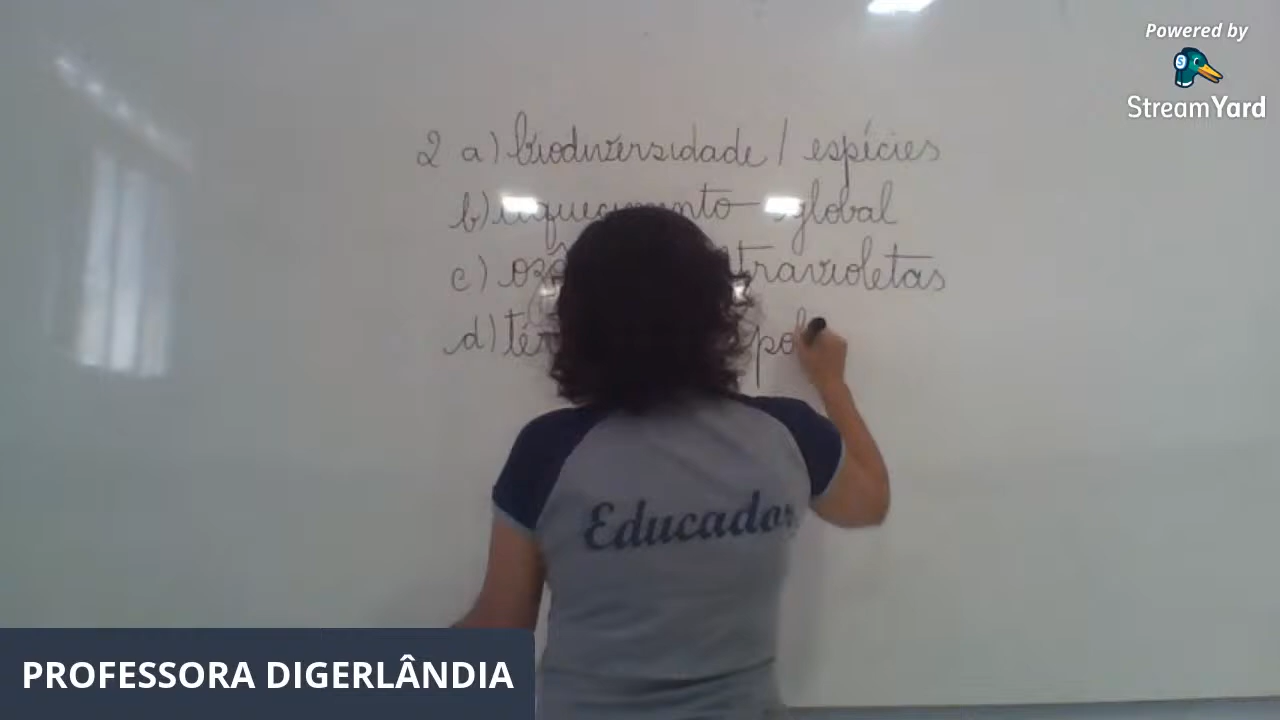 Powered by
StreamYard
2 a) biodiversidade / espécies
b) aquecimento global
c) ultravioletas
d)
Educador
PROFESSORA DIGERLÂNDIA